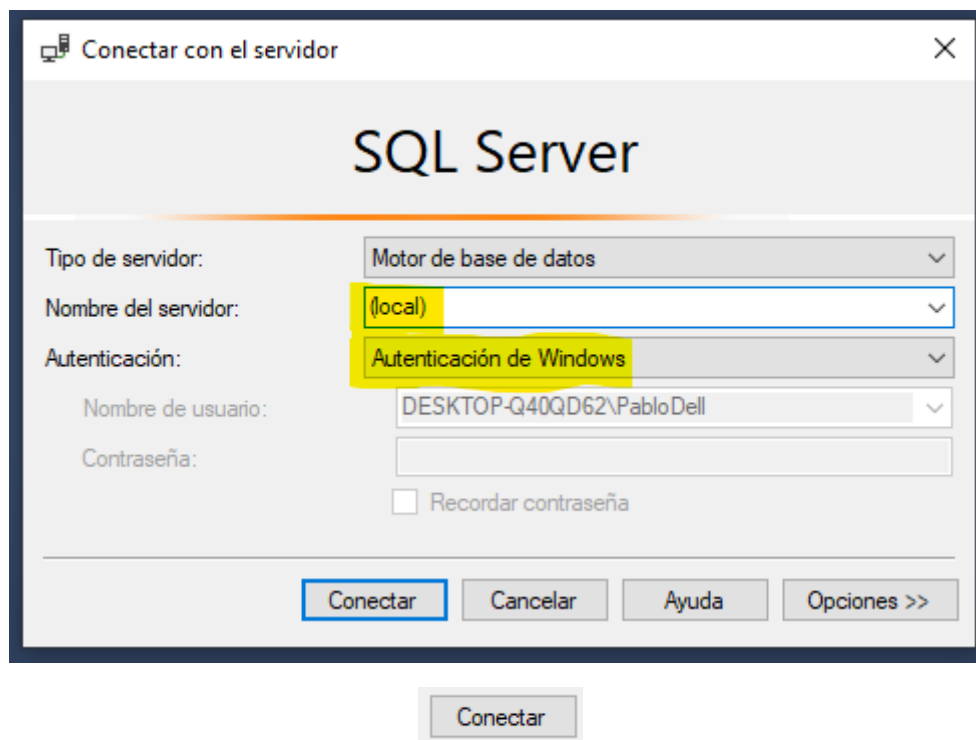 Conectar con el servidor
SQL Server
Tipo de servidor: Motor de base de datos
Nombre del servidor: (local)
Autenticación: Autenticación de Windows
Nombre de usuario: DESKTOP-Q40QD62\PabloDell
Contraseña:
Recordar contraseña
Conectar Cancelar Ayuda Opciones >>
Conectar